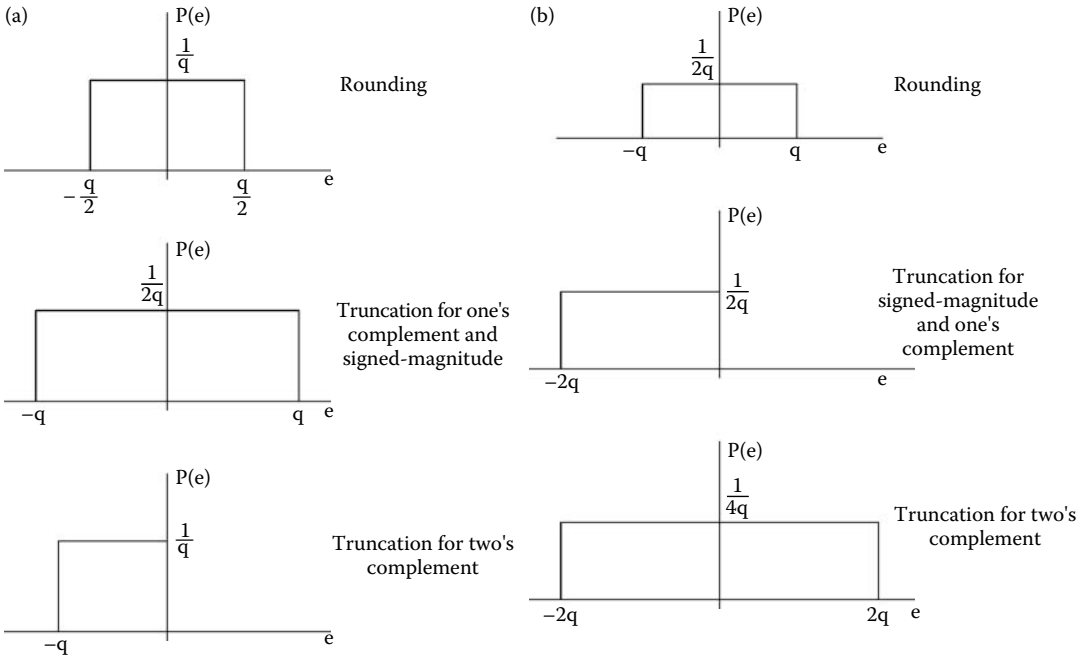 (a)
P(e)
1/q
Rounding
−q/2
q/2
e
P(e)
1/2q
Truncation for one's
complement and
signed-magnitude
−q
q
e
P(e)
1/q
Truncation for two's
complement
−q
e
(b)
P(e)
1/2q
Rounding
−q
q
e
P(e)
1/2q
Truncation for
signed-magnitude
and one's
complement
−2q
e
P(e)
1/4q
Truncation for two's
complement
−2q
2q
e